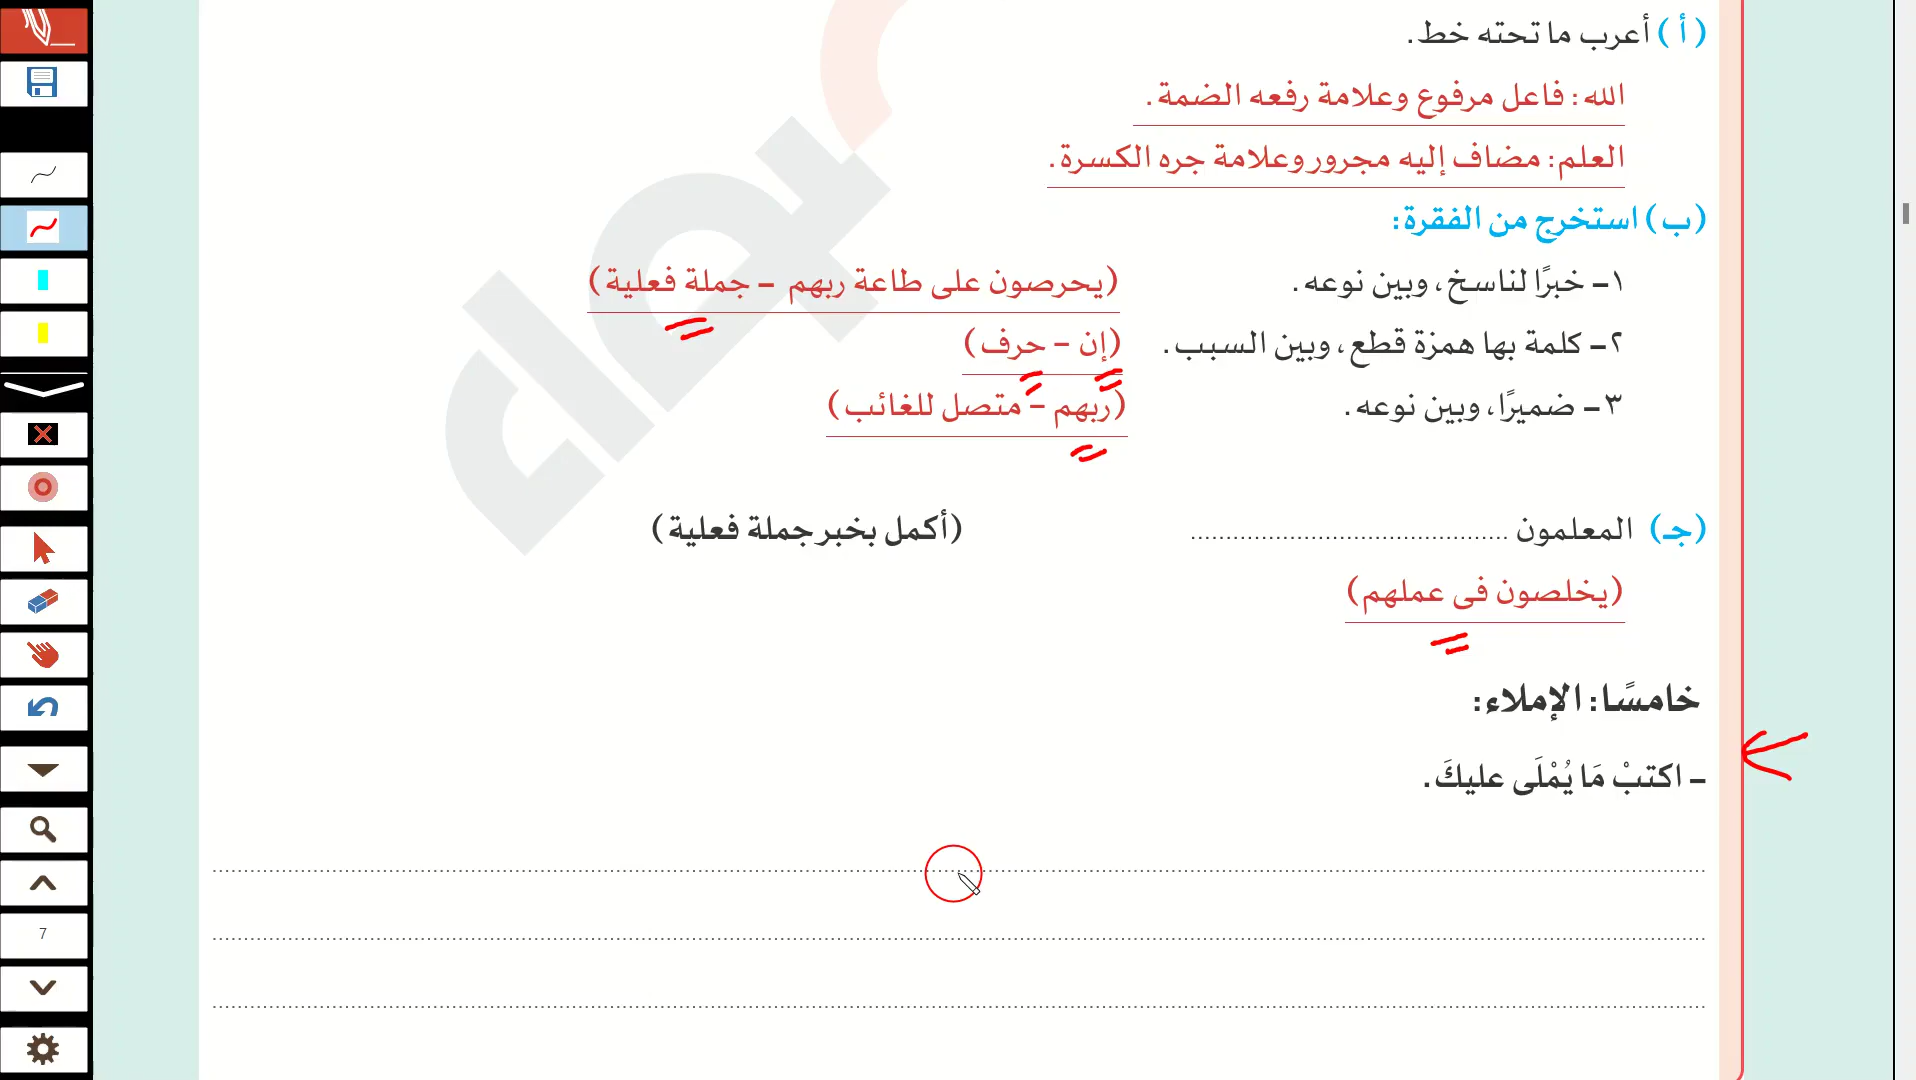 ( أ ) أعرب ما تحته خط.
الله: فاعل مرفوع وعلامة رفعه الضمة.
العلم: مضاف إليه مجرور وعلامة جره الكسرة.
(ب) استخرج من الفقرة:
١- خبرًا لناسخ، وبين نوعه. (يحرصون على طاعة ربهم - جملة فعلية)
٢- كلمة بها همزة قطع، وبين السبب. (إن - حرف)
٣- ضميرًا، وبين نوعه. (ربهم - متصل للغائب)
(جـ) المعلمون ............................................ (أكمل بخبر جملة فعلية)
(يخلصون فى عملهم)
خامسًا: الإملاء:
- اكتبْ مَا يُمْلَى عليكَ.
7